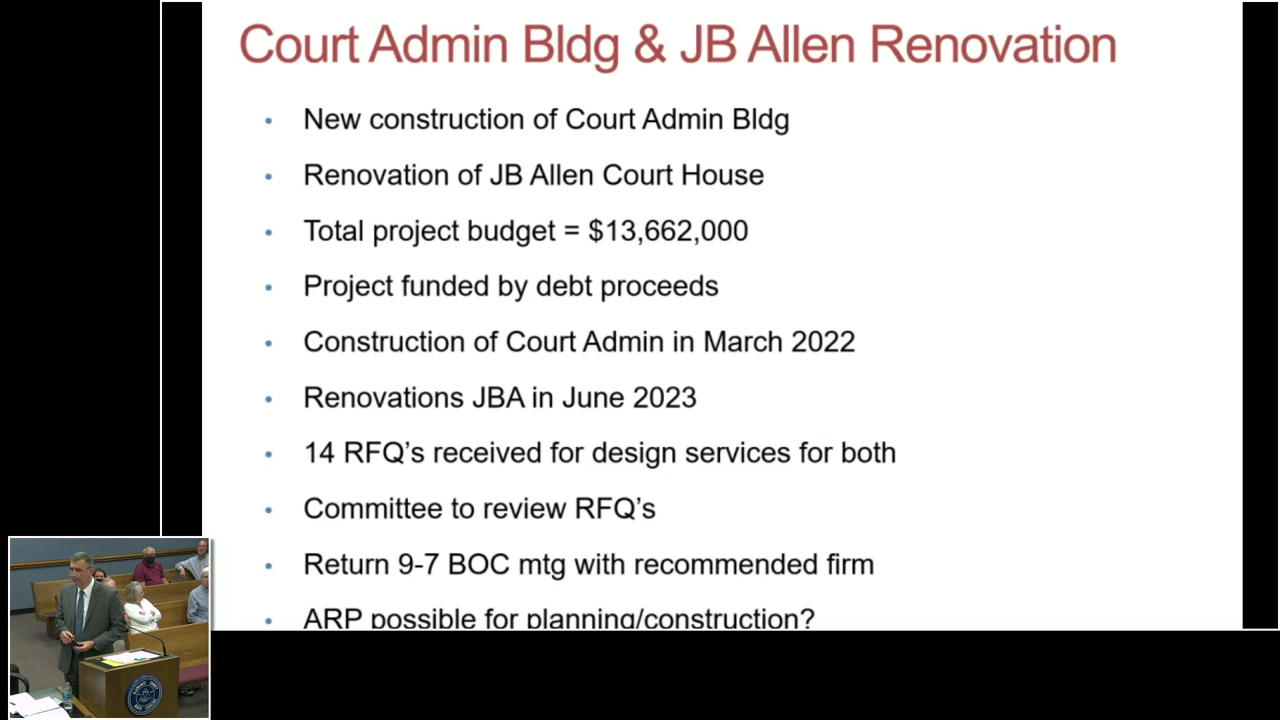 Court Admin Bldg & JB Allen Renovation
• New construction of Court Admin Bldg
• Renovation of JB Allen Court House
• Total project budget = $13,662,000
• Project funded by debt proceeds
• Construction of Court Admin in March 2022
• Renovations JBA in June 2023
• 14 RFQ’s received for design services for both
• Committee to review RFQ’s
• Return 9-7 BOC mtg with recommended firm
• ARP possible for planning/construction?